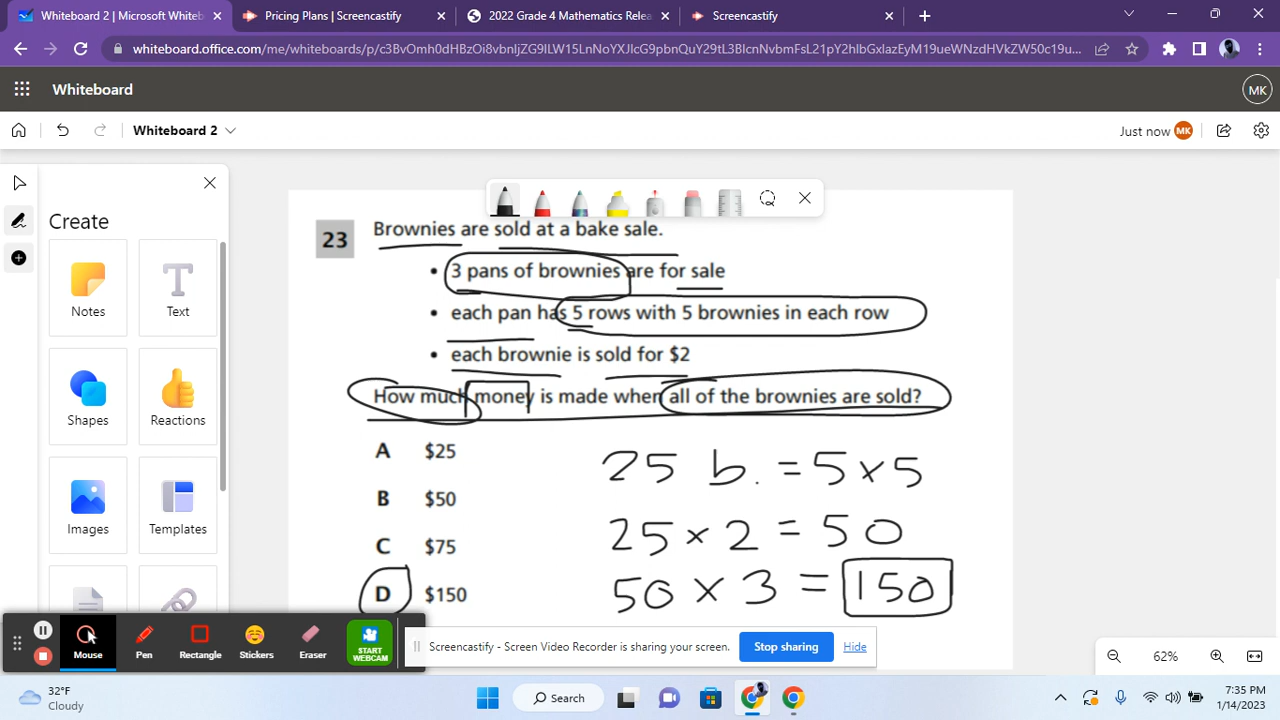 Whiteboard 2 | Microsoft Whiteb
Pricing Plans | Screencastify
2022 Grade 4 Mathematics Relea
Screencastify
whiteboard.office.com/me/whiteboards/p/
Whiteboard
MK
Whiteboard 2
Just now MK
Create
Notes
Text
Shapes
Reactions
Images
Templates
23 Brownies are sold at a bake sale.
• 3 pans of brownies are for sale
• each pan has 5 rows with 5 brownies in each row
• each brownie is sold for $2
How much money is made when all of the brownies are sold?
A $25
B $50
C $75
D $150
25 b. = 5 × 5
25 × 2 = 50
50 × 3 = 150
Mouse
Pen
Rectangle
Stickers
Eraser
START WEBCAM
Screencastify - Screen Video Recorder is sharing your screen.
Stop sharing
Hide
62%
32°F
Cloudy
Search
7:35 PM
1/14/2023